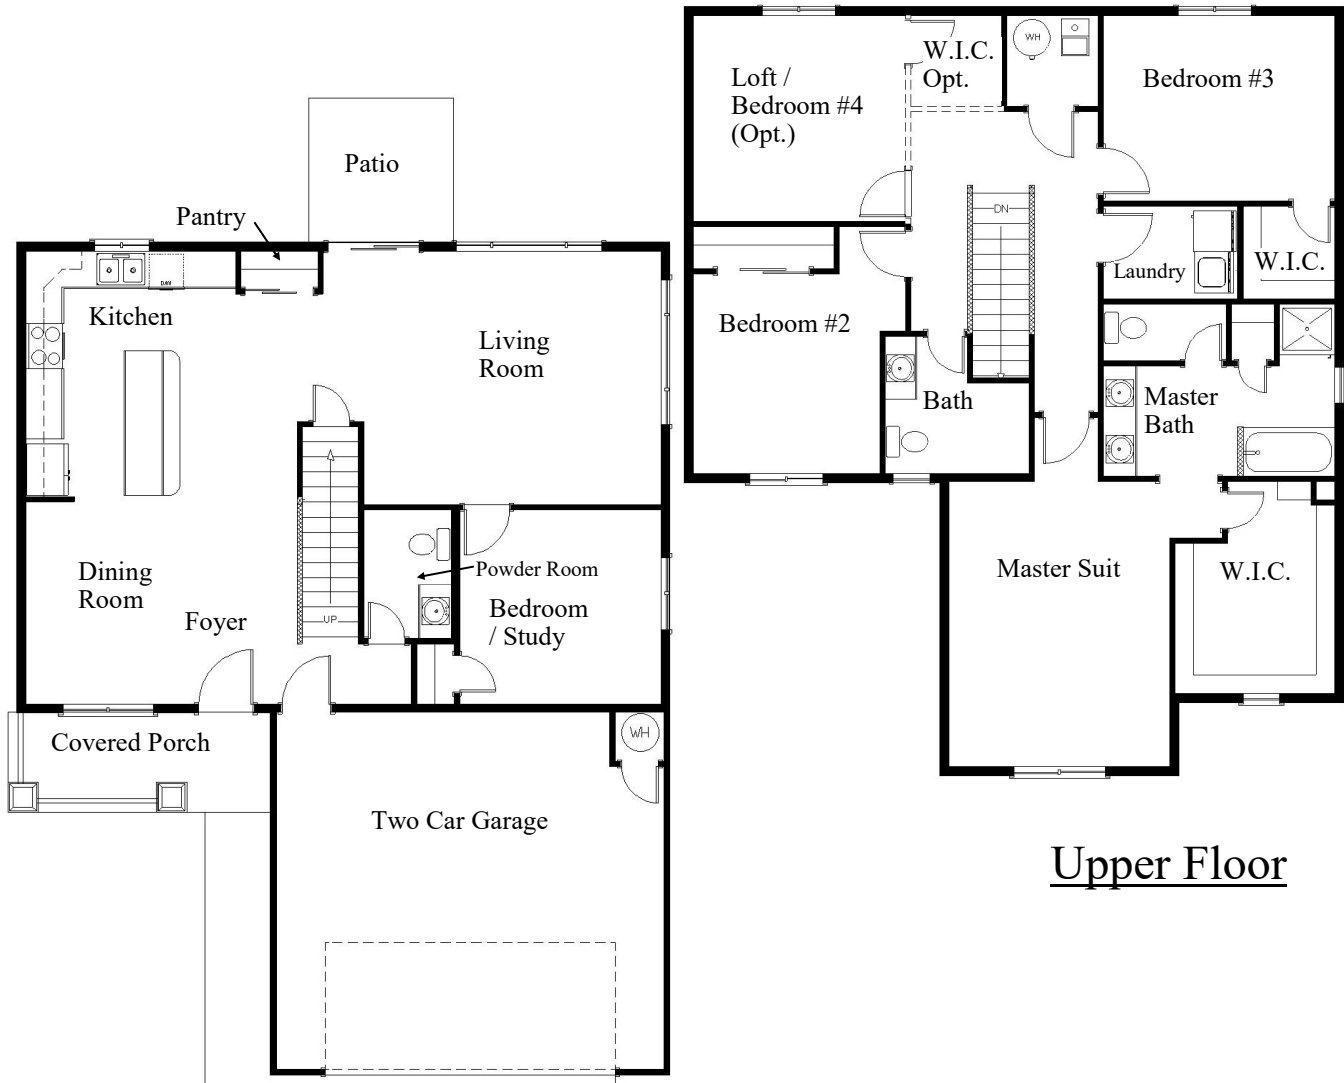 Patio
Pantry
Kitchen
Living
Room
Dining
Room
Foyer
UP
Powder Room
Bedroom
/ Study
Covered Porch
WH
Two Car Garage
Loft /
Bedroom #4
(Opt.)
W.I.C.
Opt.
WH
Bedroom #3
DN
Laundry
W.I.C.
Bedroom #2
Bath
Master
Bath
Master Suit
W.I.C.
Upper Floor